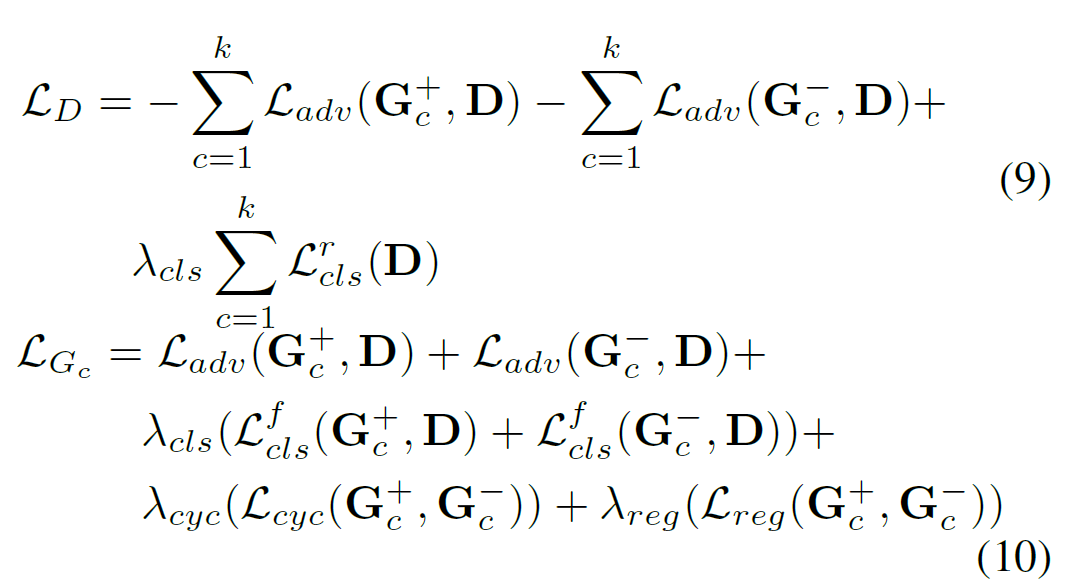 $\mathcal{L}_D = -\sum_{c=1}^{k} \mathcal{L}_{adv}(\mathbf{G}_c^+, \mathbf{D}) - \sum_{c=1}^{k} \mathcal{L}_{adv}(\mathbf{G}_c^-, \mathbf{D}) +$
$\lambda_{cls} \sum_{c=1}^{k} \mathcal{L}_{cls}^r(\mathbf{D})$ (9)
$\mathcal{L}_{G_c} = \mathcal{L}_{adv}(\mathbf{G}_c^+, \mathbf{D}) + \mathcal{L}_{adv}(\mathbf{G}_c^-, \mathbf{D}) +$
$\lambda_{cls}(\mathcal{L}_{cls}^f(\mathbf{G}_c^+, \mathbf{D}) + \mathcal{L}_{cls}^f(\mathbf{G}_c^-, \mathbf{D})) +$
$\lambda_{cyc}(\mathcal{L}_{cyc}(\mathbf{G}_c^+, \mathbf{G}_c^-)) + \lambda_{reg}(\mathcal{L}_{reg}(\mathbf{G}_c^+, \mathbf{G}_c^-))$
(10)